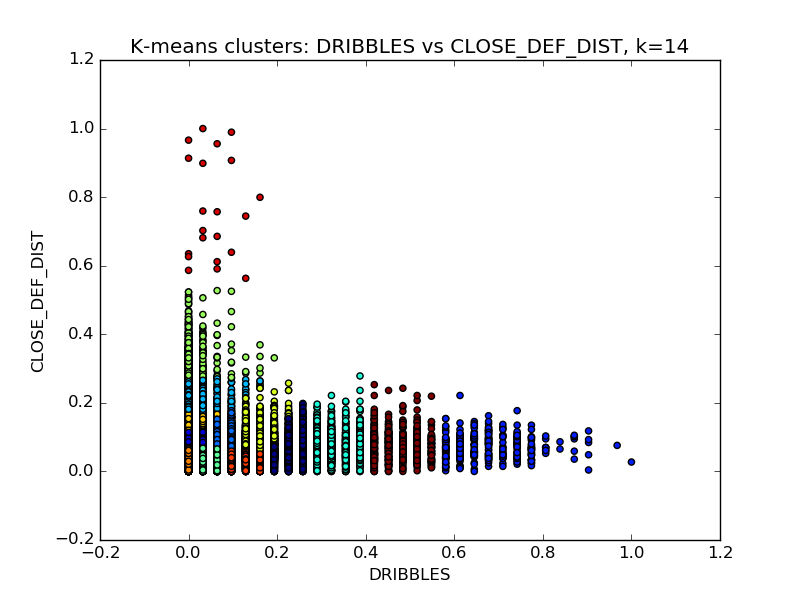 K-means clusters: DRIBBLES vs CLOSE_DEF_DIST, k=14
1.2
1.0
0.8
0.6
0.4
0.2
0.0
−0.2
CLOSE_DEF_DIST
−0.2 0.0 0.2 0.4 0.6 0.8 1.0 1.2
DRIBBLES